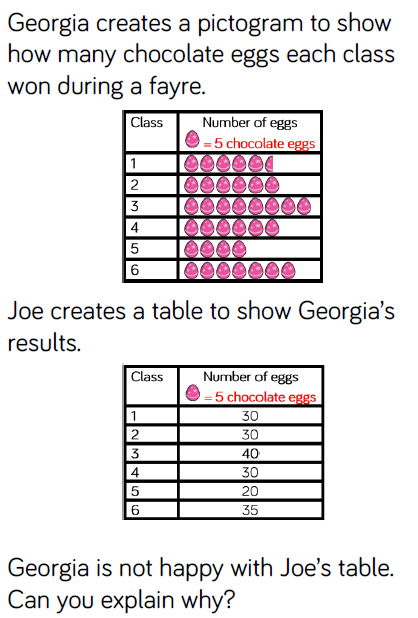 Georgia creates a pictogram to show
how many chocolate eggs each class
won during a fayre.
Class Number of eggs
= 5 chocolate eggs
1
2
3
4
5
6
Joe creates a table to show Georgia's
results.
Class Number of eggs
= 5 chocolate eggs
1 30
2 30
3 40
4 30
5 20
6 35
Georgia is not happy with Joe's table.
Can you explain why?